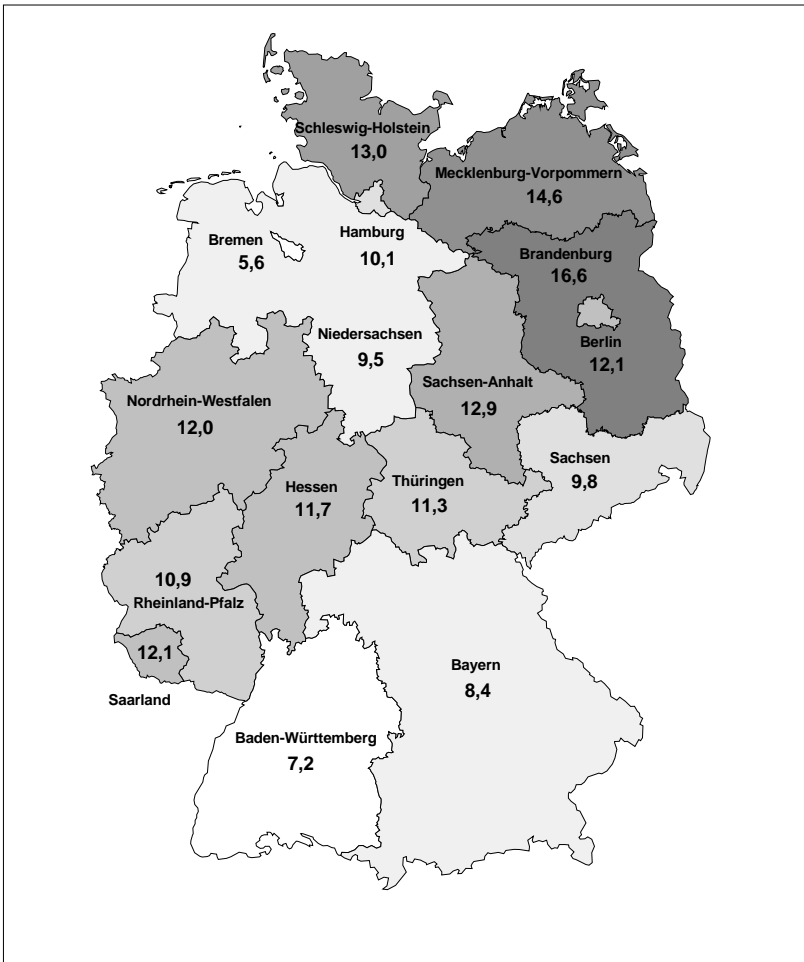 Schleswig-Holstein
13,0
Mecklenburg-Vorpommern
14,6
Hamburg
10,1
Bremen
5,6
Brandenburg
16,6
Niedersachsen
9,5
Berlin
12,1
Sachsen-Anhalt
12,9
Nordrhein-Westfalen
12,0
Sachsen
9,8
Hessen
11,7
Thüringen
11,3
10,9
Rheinland-Pfalz
12,1
Saarland
Bayern
8,4
Baden-Württemberg
7,2